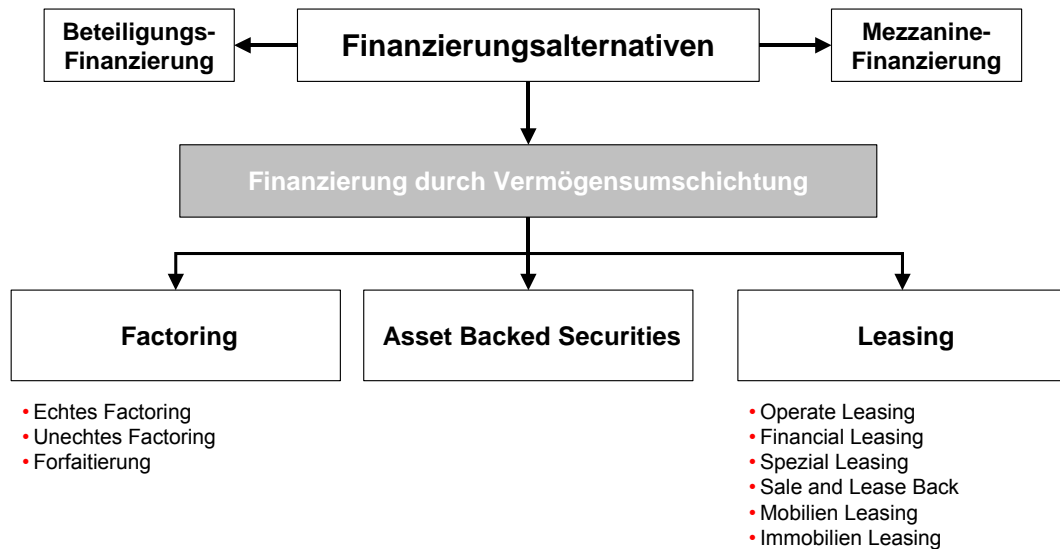 Beteiligungs-
Finanzierung
Finanzierungsalternativen
Mezzanine-
Finanzierung
Finanzierung durch Vermögensumschichtung
Factoring
Asset Backed Securities
Leasing
• Echtes Factoring
• Unechtes Factoring
• Forfaitierung
• Operate Leasing
• Financial Leasing
• Spezial Leasing
• Sale and Lease Back
• Mobilien Leasing
• Immobilien Leasing